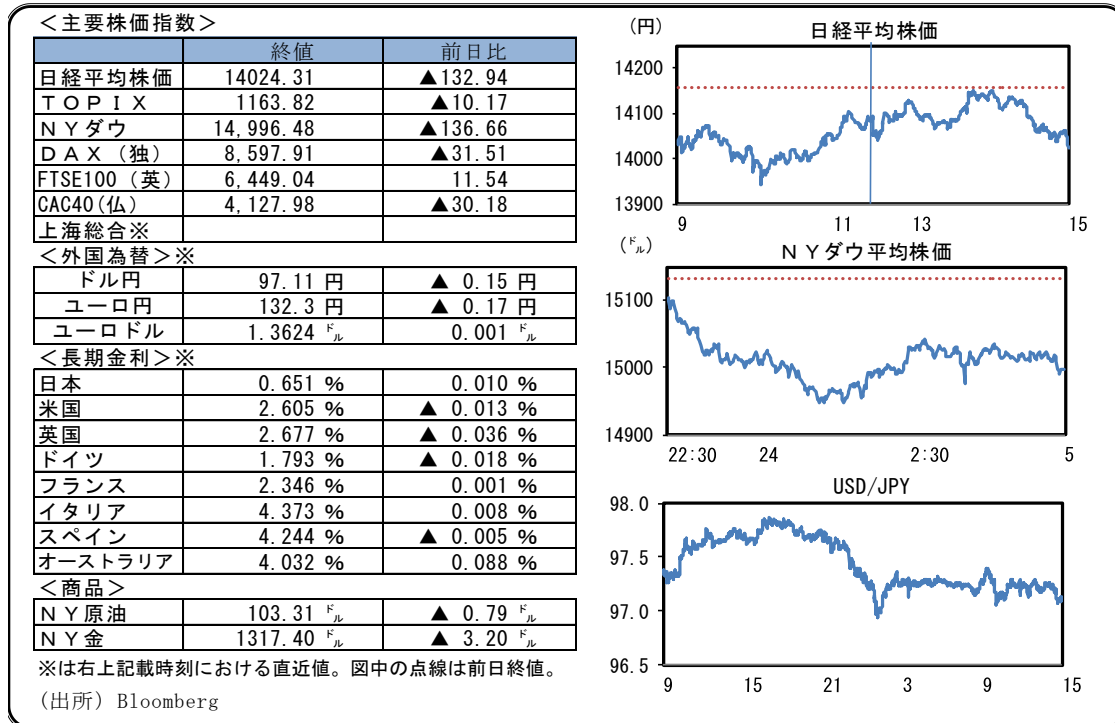 ＜主要株価指数＞
終値 前日比
日経平均株価 14024.31 ▲132.94
ＴＯＰＩＸ 1163.82 ▲10.17
ＮＹダウ 14,996.48 ▲136.66
ＤＡＸ（独） 8,597.91 ▲31.51
FTSE100（英） 6,449.04 11.54
CAC40(仏) 4,127.98 ▲30.18
上海総合※
＜外国為替＞※
ドル円 97.11 円 ▲ 0.15 円
ユーロ円 132.3 円 ▲ 0.17 円
ユーロドル 1.3624 ㌦ 0.001 ㌦
＜長期金利＞※
日本 0.651 % 0.010 %
米国 2.605 % ▲ 0.013 %
英国 2.677 % ▲ 0.036 %
ドイツ 1.793 % ▲ 0.018 %
フランス 2.346 % 0.001 %
イタリア 4.373 % 0.008 %
スペイン 4.244 % ▲ 0.005 %
オーストラリア 4.032 % 0.088 %
＜商品＞
ＮＹ原油 103.31 ㌦ ▲ 0.79 ㌦
ＮＹ金 1317.40 ㌦ ▲ 3.20 ㌦
※は右上記載時刻における直近値。図中の点線は前日終値。
(出所) Bloomberg
(円) 日経平均株価
14200
14100
14000
13900
9 11 13 15
(㌦) ＮＹダウ平均株価
15100
15000
14900
22:30 24 2:30 5
USD/JPY
98.0
97.5
97.0
96.5
9 15 21 3 9 15